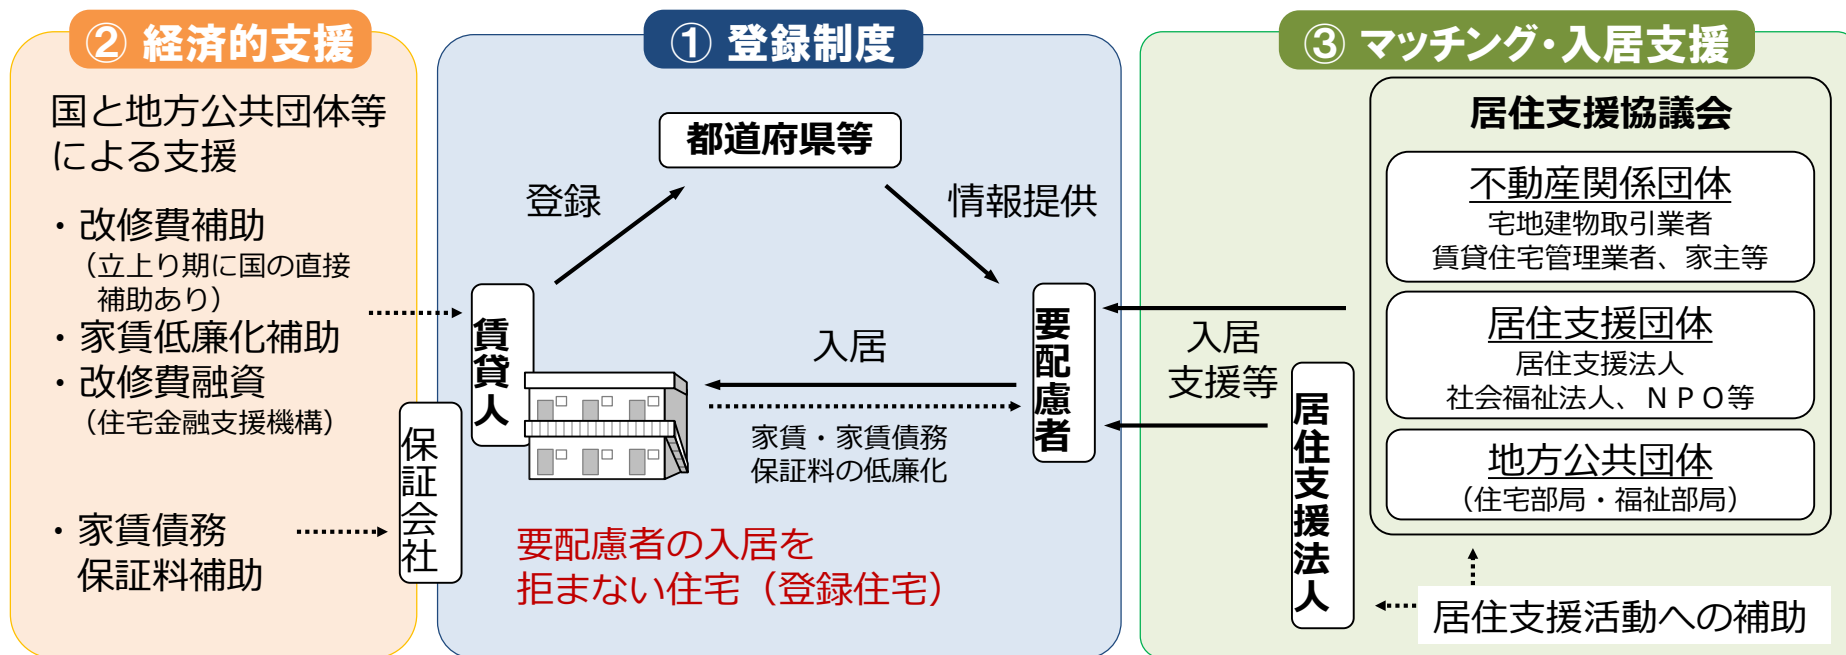 ② 経済的支援
国と地方公共団体等
による支援
・改修費補助
（立上り期に国の直接
補助あり）
・家賃低廉化補助
・改修費融資
（住宅金融支援機構）
・家賃債務
保証料補助
保証会社
① 登録制度
都道府県等
登録
情報提供
賃貸人
要配慮者
入居
家賃・家賃債務
保証料の低廉化
要配慮者の入居を
拒まない住宅（登録住宅）
③ マッチング・入居支援
居住支援協議会
不動産関係団体
宅地建物取引業者
賃貸住宅管理業者、家主等
居住支援団体
居住支援法人
社会福祉法人、ＮＰＯ等
地方公共団体
（住宅部局・福祉部局）
入居
支援等
居住支援法人
居住支援活動への補助